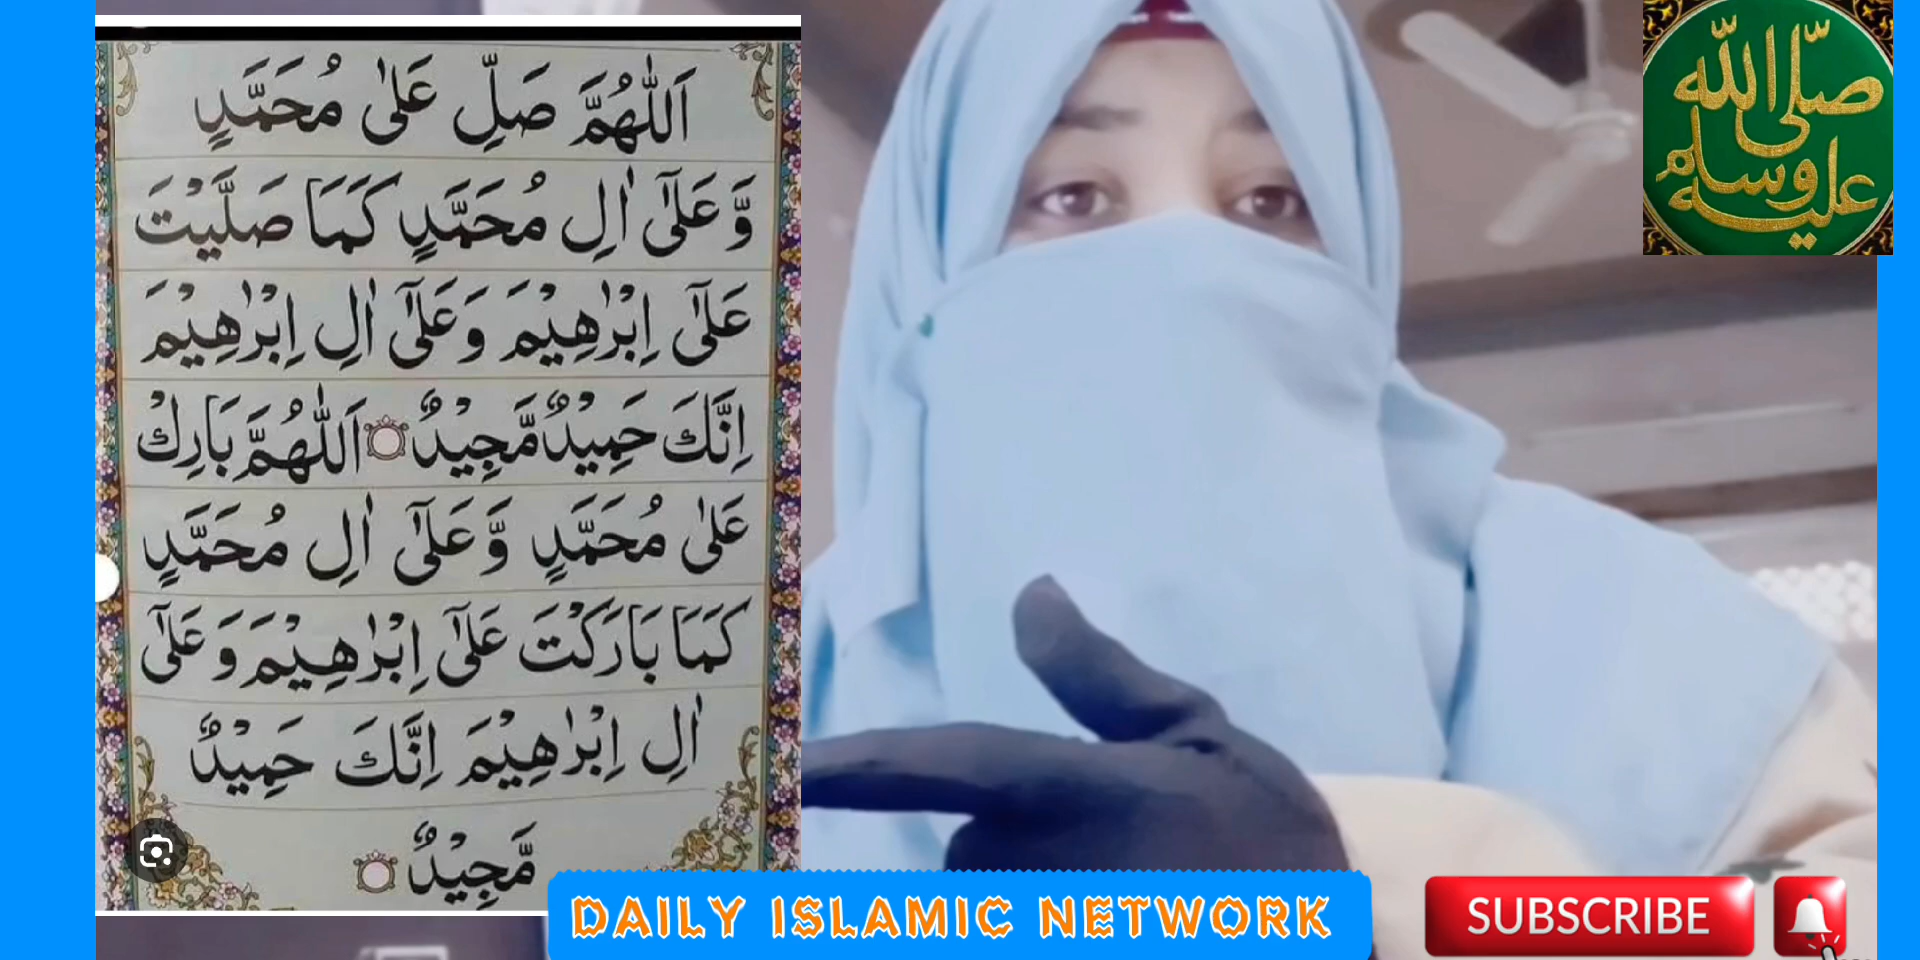 اَللّٰهُمَّ صَلِّ عَلٰى مُحَمَّدٍ
وَّعَلٰٓى اٰلِ مُحَمَّدٍ كَمَا صَلَّيْتَ
عَلٰٓى اِبْرٰهِيْمَ وَعَلٰٓى اٰلِ اِبْرٰهِيْمَ
اِنَّكَ حَمِيْدٌ مَّجِيْدٌ اَللّٰهُمَّ بَارِكْ
عَلٰى مُحَمَّدٍ وَّعَلٰٓى اٰلِ مُحَمَّدٍ
كَمَا بَارَكْتَ عَلٰٓى اِبْرٰهِيْمَ وَعَلٰٓى
اٰلِ اِبْرٰهِيْمَ اِنَّكَ حَمِيْدٌ
مَّجِيْدٌ
صلى الله
عليه وسلم
DAILY ISLAMIC NETWORK
SUBSCRIBE